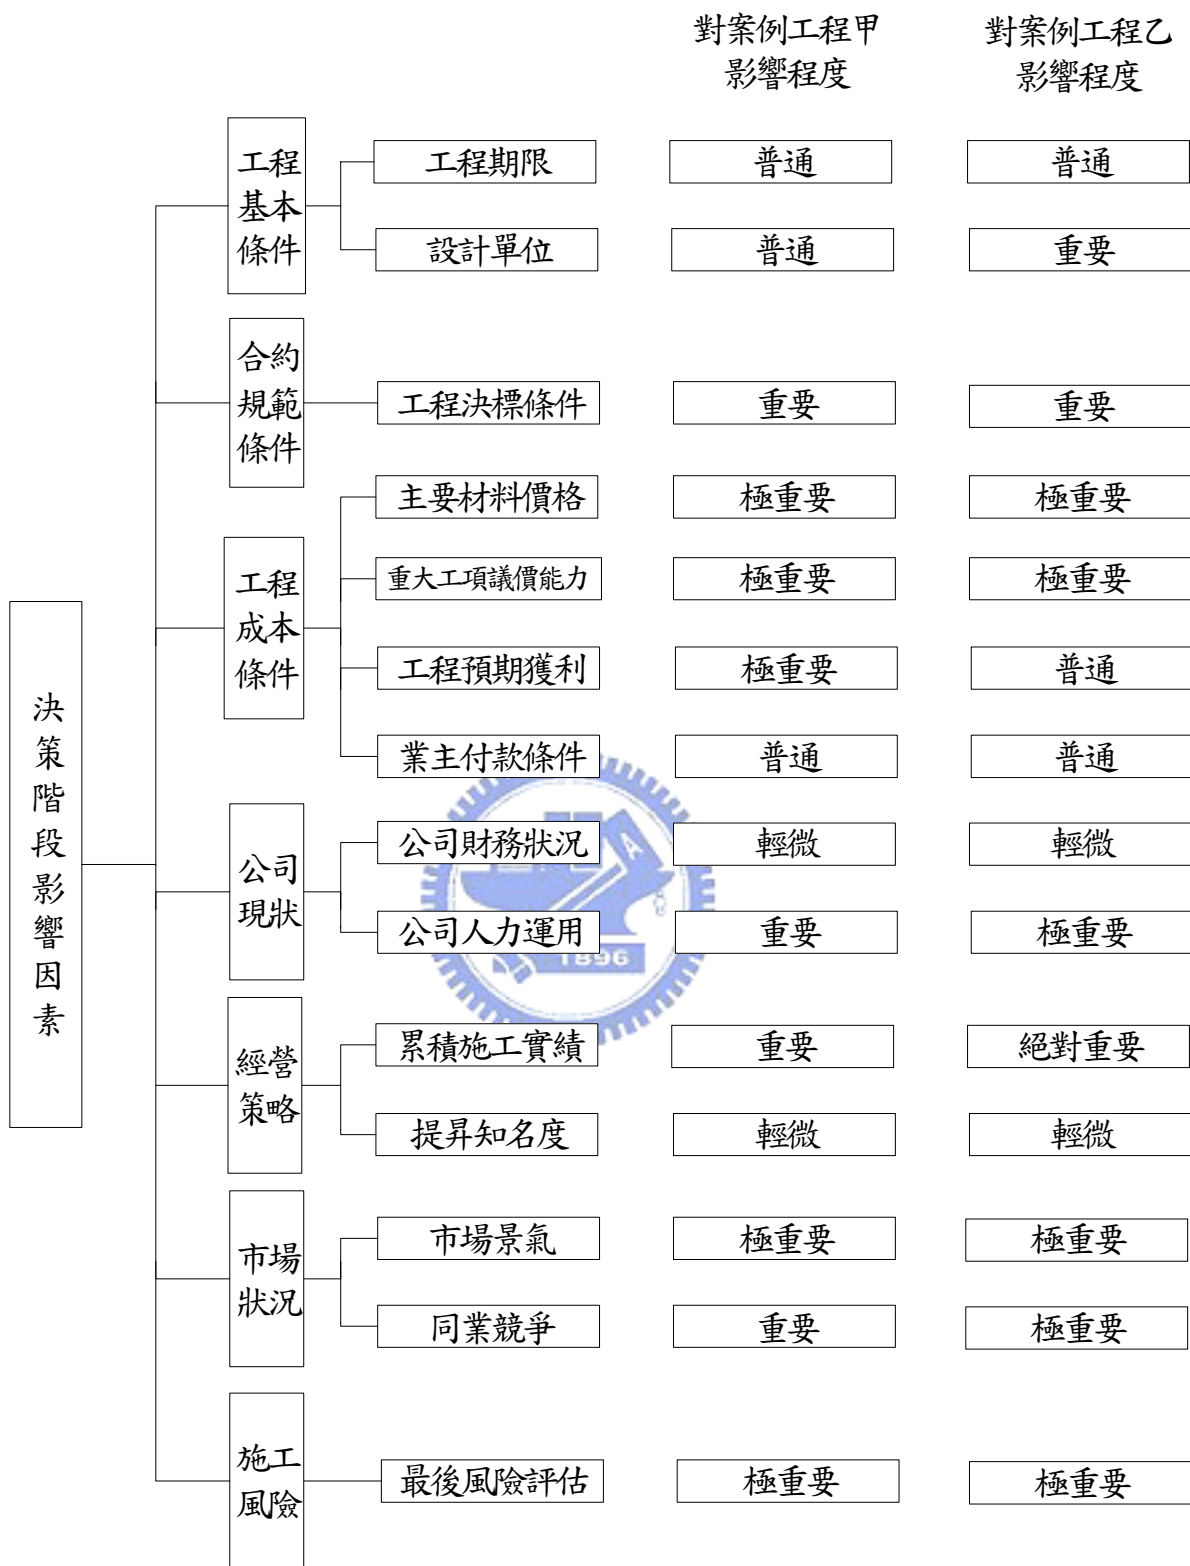 對案例工程甲
影響程度
對案例工程乙
影響程度
決策階段影響因素
工程
基本
條件
工程期限
普通
普通
設計單位
普通
重要
合約
規範
條件
工程決標條件
重要
重要
工程
成本
條件
主要材料價格
極重要
極重要
重大工項議價能力
極重要
極重要
工程預期獲利
極重要
普通
業主付款條件
普通
普通
公司
現狀
公司財務狀況
輕微
輕微
公司人力運用
重要
極重要
1896
經營
策略
累積施工實績
重要
絕對重要
提昇知名度
輕微
輕微
市場
狀況
市場景氣
極重要
極重要
同業競爭
重要
極重要
施工
風險
最後風險評估
極重要
極重要